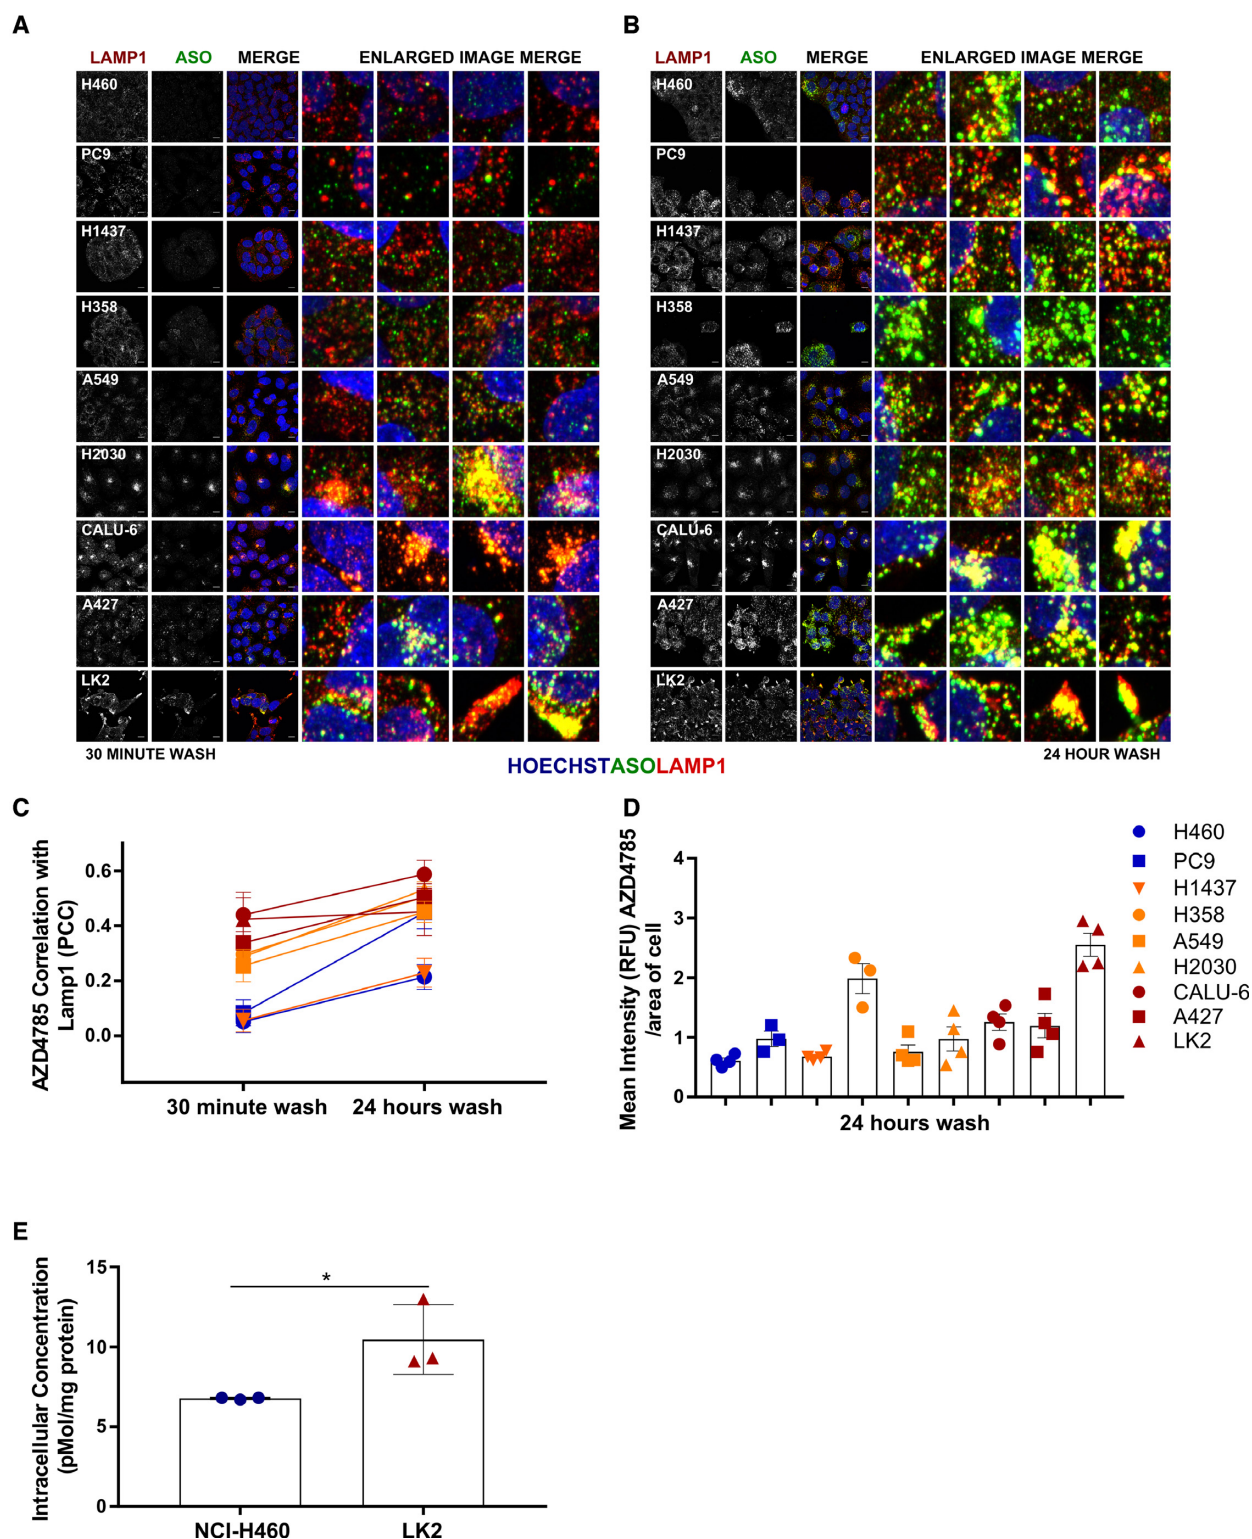 A
LAMP1 ASO MERGE ENLARGED IMAGE MERGE
H460
PC9
H1437
H358
A549
H2030
CALU-6
A427
LK2
30 MINUTE WASH
B
LAMP1 ASO MERGE ENLARGED IMAGE MERGE
H460
PC9
H1437
H358
A549
H2030
CALU-6
A427
LK2
24 HOUR WASH
HOECHSTASOLAMP1
C
AZD4785 Correlation with
Lamp1 (PCC)
0.6
0.4
0.2
0.0
30 minute wash 24 hours wash
D
Mean Intensity (RFU) AZD4785
/area of cell
4
3
2
1
0
24 hours wash
H460
PC9
H1437
H358
A549
H2030
CALU-6
A427
LK2
E
Intracellular Concentration
(pMol/mg protein)
15
10
5
0
*
NCI-H460 LK2